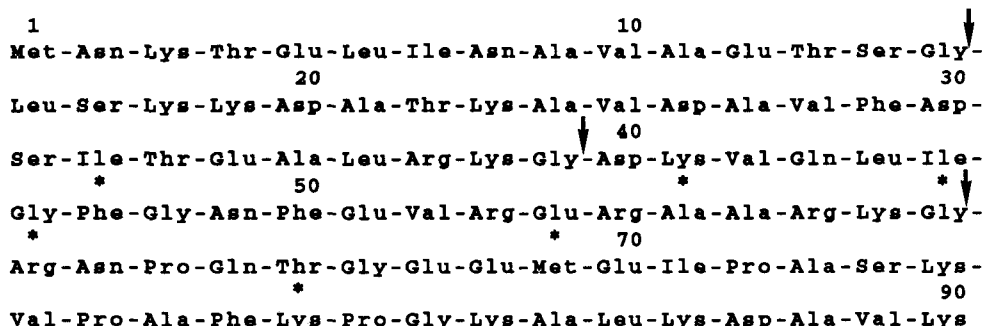 1 10
Met-Asn-Lys-Thr-Glu-Leu-Ile-Asn-Ala-Val-Ala-Glu-Thr-Ser-Gly-
20 30
Leu-Ser-Lys-Lys-Asp-Ala-Thr-Lys-Ala-Val-Asp-Ala-Val-Phe-Asp-
40
Ser-Ile-Thr-Glu-Ala-Leu-Arg-Lys-Gly-Asp-Lys-Val-Gln-Leu-Ile-
* 50 * *
Gly-Phe-Gly-Asn-Phe-Glu-Val-Arg-Glu-Arg-Ala-Ala-Arg-Lys-Gly-
* * 70
Arg-Asn-Pro-Gln-Thr-Gly-Glu-Glu-Met-Glu-Ile-Pro-Ala-Ser-Lys-
* 90
Val-Pro-Ala-Phe-Lys-Pro-Gly-Lys-Ala-Leu-Lys-Asp-Ala-Val-Lys